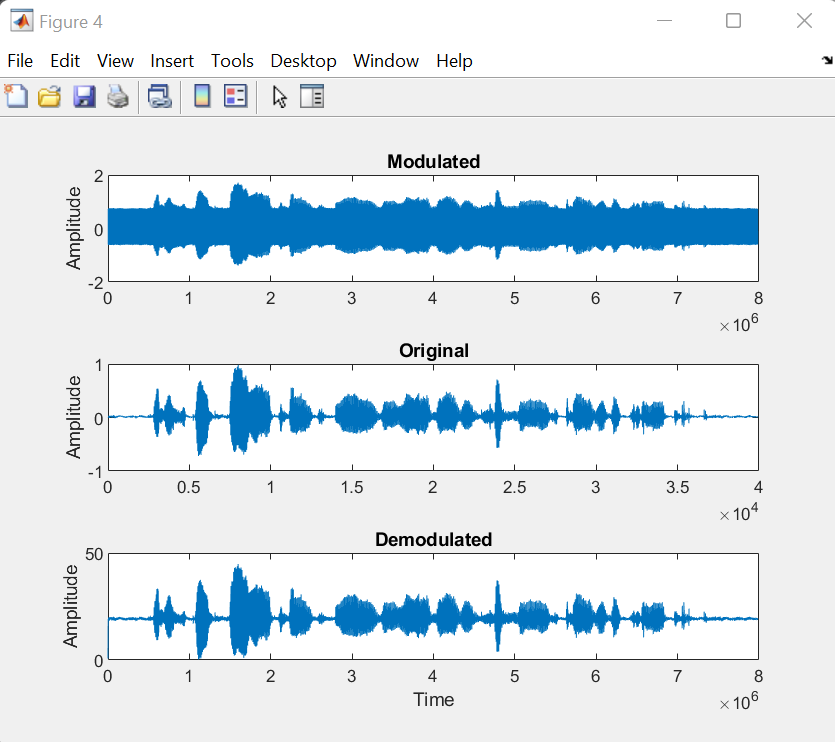 Figure 4
File Edit View Insert Tools Desktop Window Help
Modulated
Amplitude
2
0
-2
0 1 2 3 4 5 6 7 8
×10^6
Original
Amplitude
1
0
-1
0 0.5 1 1.5 2 2.5 3 3.5 4
×10^4
Demodulated
Amplitude
50
0
0 1 2 3 4 5 6 7 8
Time
×10^6